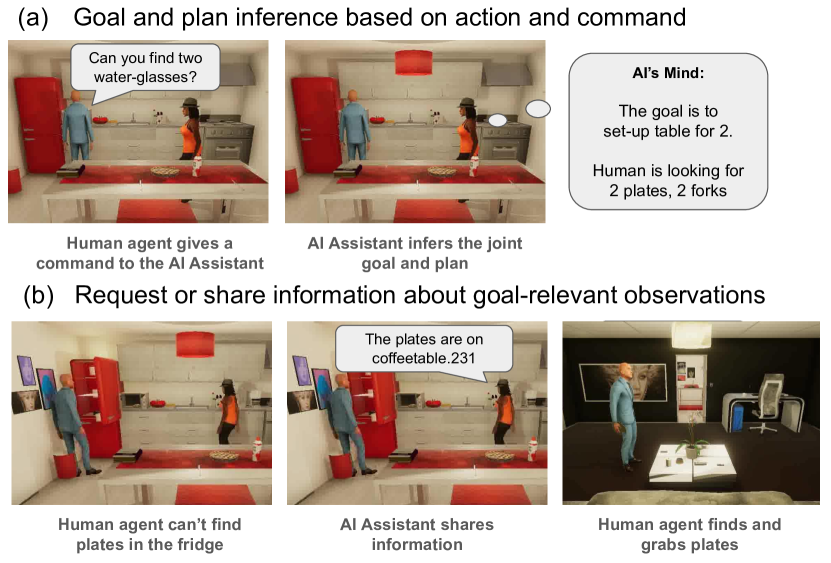 (a) Goal and plan inference based on action and command
Can you find two
water-glasses?
AI's Mind:
The goal is to
set-up table for 2.
Human is looking for
2 plates, 2 forks
Human agent gives a
command to the AI Assistant
AI Assistant infers the joint
goal and plan
(b) Request or share information about goal-relevant observations
The plates are on
coffeetable.231
Human agent can't find
plates in the fridge
AI Assistant shares
information
Human agent finds and
grabs plates